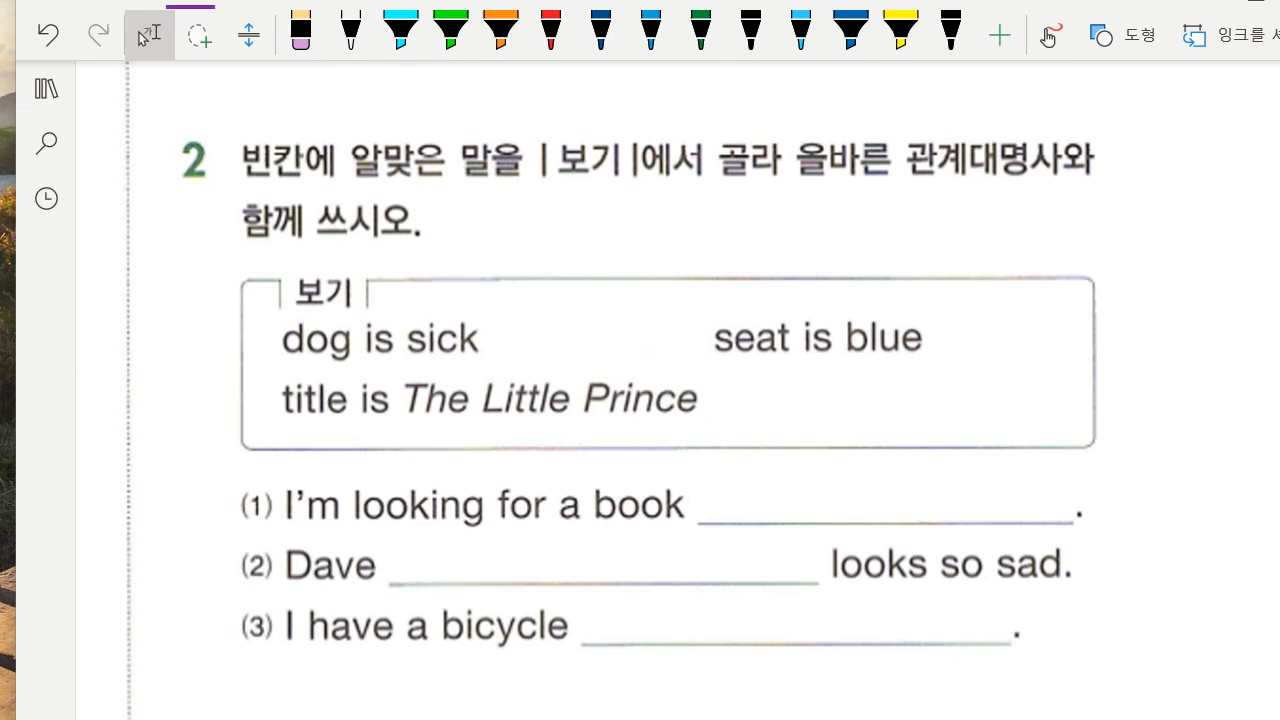 도형
잉크를
2 빈칸에 알맞은 말을 | 보기 |에서 골라 올바른 관계대명사와
함께 쓰시오.
보기
dog is sick seat is blue
title is The Little Prince
(1) I'm looking for a book ____________.
(2) Dave ____________ looks so sad.
(3) I have a bicycle ____________.